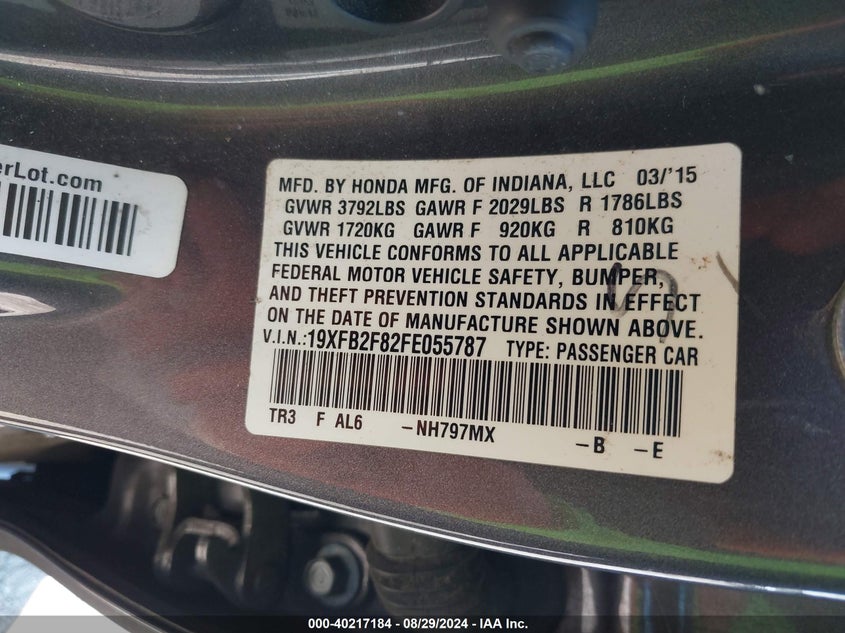 erLot.com
MFD. BY HONDA MFG. OF INDIANA, LLC 03/'15
GVWR 3792LBS GAWR F 2029LBS R 1786LBS
GVWR 1720KG GAWR F 920KG R 810KG
THIS VEHICLE CONFORMS TO ALL APPLICABLE
FEDERAL MOTOR VEHICLE SAFETY, BUMPER,
AND THEFT PREVENTION STANDARDS IN EFFECT
ON THE DATE OF MANUFACTURE SHOWN ABOVE.
V.I.N.:19XFB2F82FE055787 TYPE: PASSENGER CAR
TR3 F AL6 -NH797MX -B -E
000-40217184 - 08/29/2024 - IAA Inc.